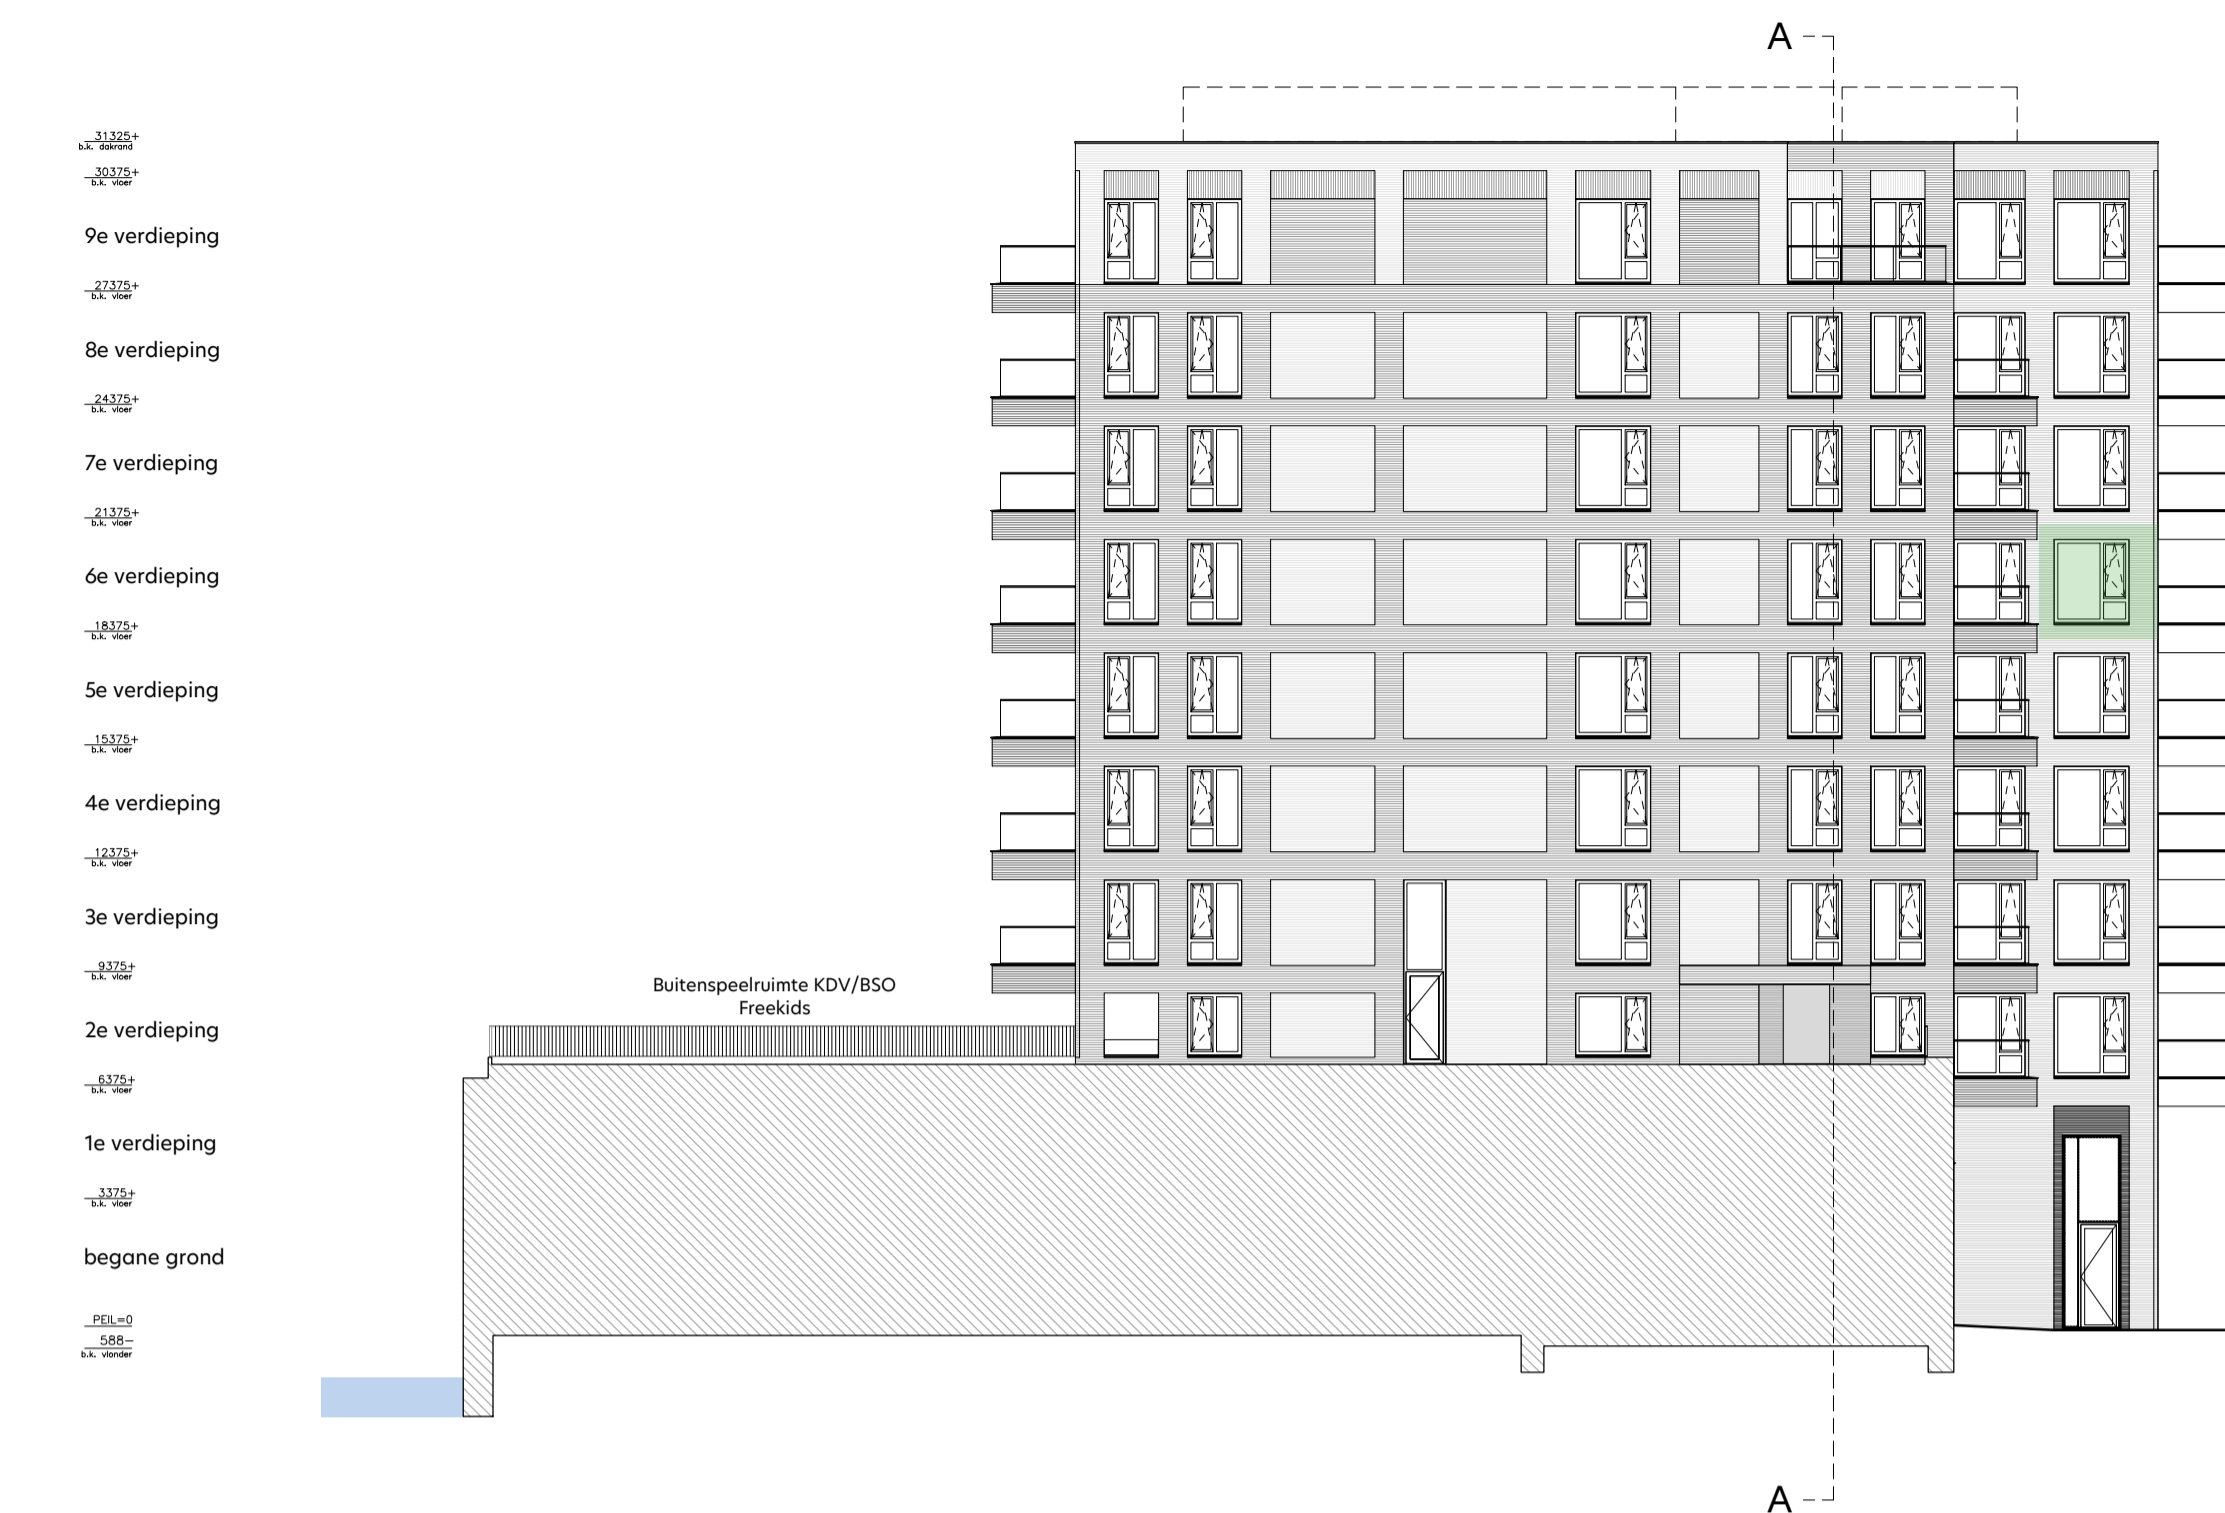 A
31325+
b.k. dakrand
30375+
b.k. vloer
9e verdieping
27375+
b.k. vloer
8e verdieping
24375+
b.k. vloer
7e verdieping
21375+
b.k. vloer
6e verdieping
18375+
b.k. vloer
5e verdieping
15375+
b.k. vloer
4e verdieping
12375+
b.k. vloer
3e verdieping
9375+
b.k. vloer
Buitenspeelruimte KDV/BSO
Freekids
2e verdieping
6375+
b.k. vloer
1e verdieping
3375+
b.k. vloer
begane grond
PEIL=0
588-
b.k. vlonder
A